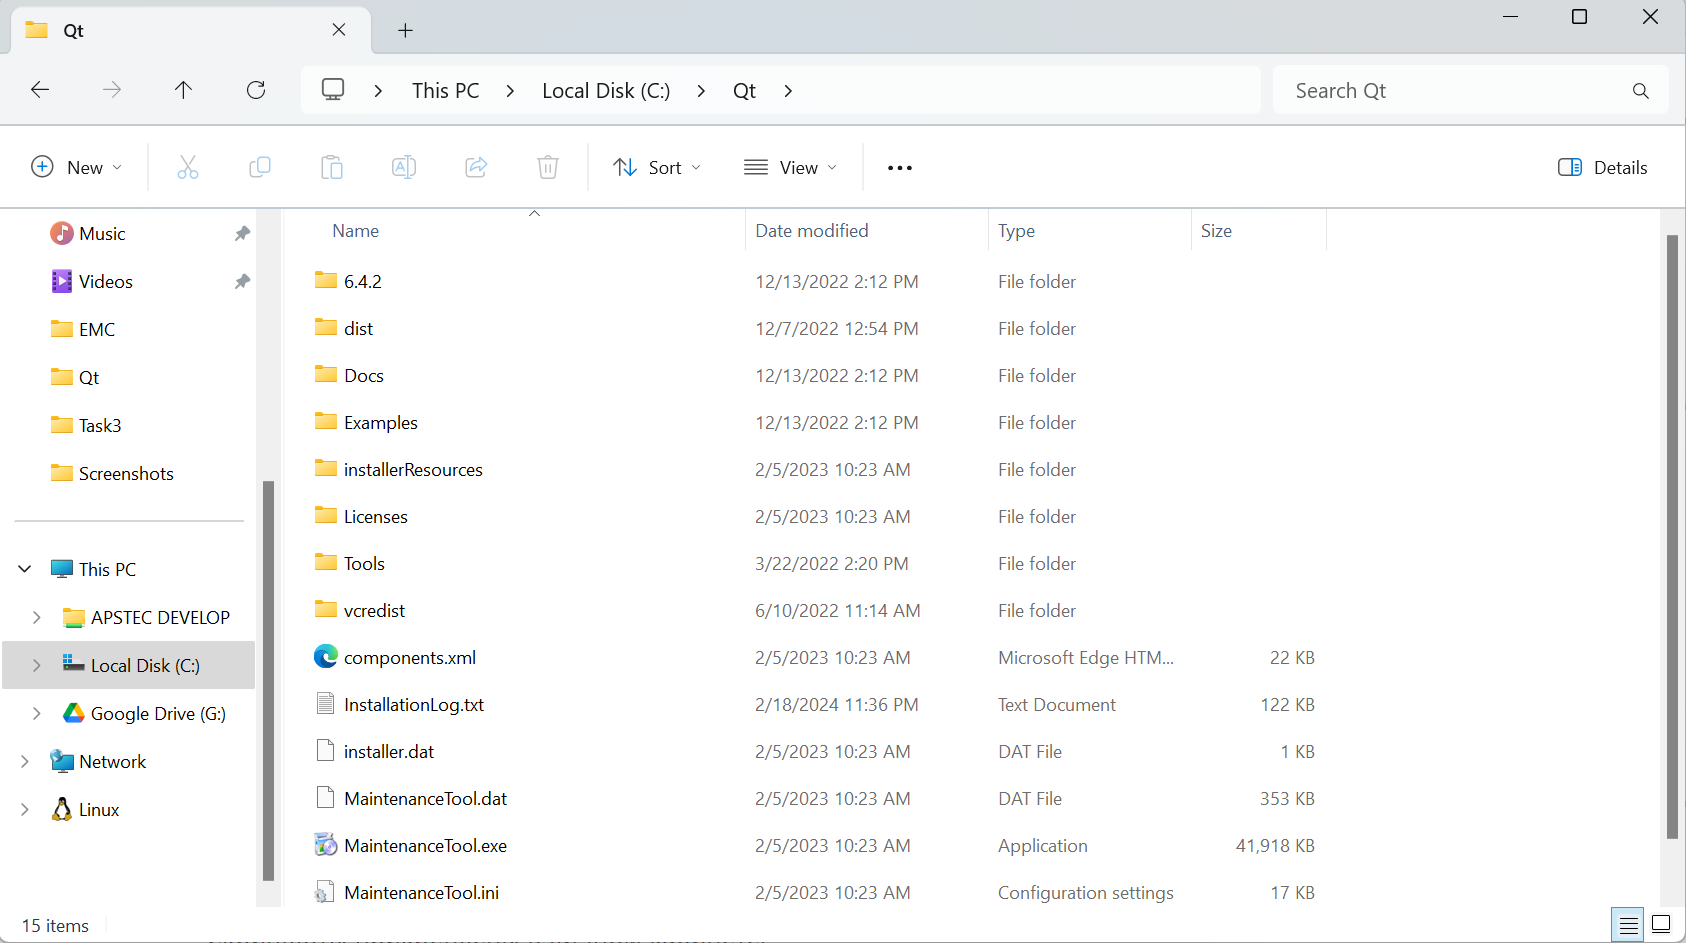 Qt
This PC Local Disk (C:) Qt Search Qt
New Sort View Details
Name Date modified Type Size
Music
Videos
EMC
Qt
Task3
Screenshots
This PC
APSTEC DEVELOP
Local Disk (C:)
Google Drive (G:)
Network
Linux
6.4.2 12/13/2022 2:12 PM File folder
dist 12/7/2022 12:54 PM File folder
Docs 12/13/2022 2:12 PM File folder
Examples 12/13/2022 2:12 PM File folder
installerResources 2/5/2023 10:23 AM File folder
Licenses 2/5/2023 10:23 AM File folder
Tools 3/22/2022 2:20 PM File folder
vcredist 6/10/2022 11:14 AM File folder
components.xml 2/5/2023 10:23 AM Microsoft Edge HTM... 22 KB
InstallationLog.txt 2/18/2024 11:36 PM Text Document 122 KB
installer.dat 2/5/2023 10:23 AM DAT File 1 KB
MaintenanceTool.dat 2/5/2023 10:23 AM DAT File 353 KB
MaintenanceTool.exe 2/5/2023 10:23 AM Application 41,918 KB
MaintenanceTool.ini 2/5/2023 10:23 AM Configuration settings 17 KB
15 items